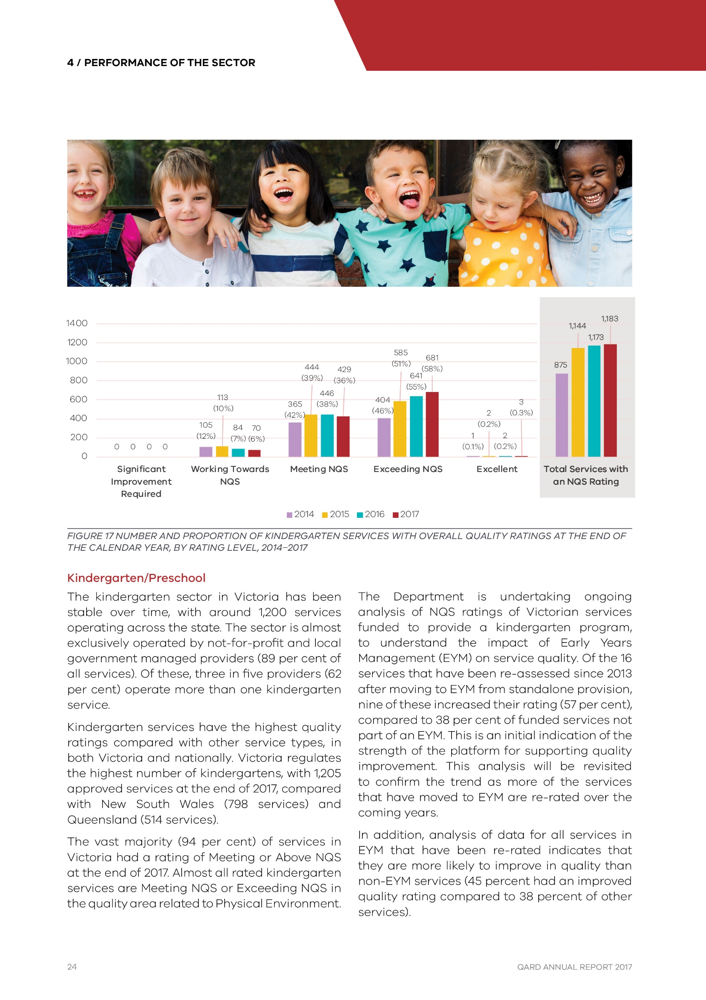 4 / PERFORMANCE OF THE SECTOR
1400
1200
1000
800
600
400
200
0
0 0 0 0
105
(12%)
113
(10%)
84
(7%)
70
(6%)
365
(42%)
444
(39%)
446
(38%)
429
(36%)
404
(46%)
585
(51%)
641
(55%)
681
(58%)
1
(0.1%)
2
(0.2%)
2
(0.2%)
3
(0.3%)
875
1,144
1,173
1,183
Significant
Improvement
Required
Working Towards
NQS
Meeting NQS
Exceeding NQS
Excellent
Total Services with
an NQS Rating
2014 2015 2016 2017
FIGURE 17 NUMBER AND PROPORTION OF KINDERGARTEN SERVICES WITH OVERALL QUALITY RATINGS AT THE END OF
THE CALENDAR YEAR, BY RATING LEVEL, 2014–2017
Kindergarten/Preschool
The kindergarten sector in Victoria has been
stable over time, with around 1,200 services
operating across the state. The sector is almost
exclusively operated by not-for-profit and local
government managed providers (89 per cent of
all services). Of these, three in five providers (62
per cent) operate more than one kindergarten
service.
Kindergarten services have the highest quality
ratings compared with other service types, in
both Victoria and nationally. Victoria regulates
the highest number of kindergartens, with 1,205
approved services at the end of 2017, compared
with New South Wales (798 services) and
Queensland (514 services).
The vast majority (94 per cent) of services in
Victoria had a rating of Meeting or Above NQS
at the end of 2017. Almost all rated kindergarten
services are Meeting NQS or Exceeding NQS in
the quality area related to Physical Environment.
The Department is undertaking ongoing
analysis of NQS ratings of Victorian services
funded to provide a kindergarten program,
to understand the impact of Early Years
Management (EYM) on service quality. Of the 16
services that have been re-assessed since 2013
after moving to EYM from standalone provision,
nine of these increased their rating (57 per cent),
compared to 38 per cent of funded services not
part of an EYM. This is an initial indication of the
strength of the platform for supporting quality
improvement. This analysis will be revisited
to confirm the trend as more of the services
that have moved to EYM are re-rated over the
coming years.
In addition, analysis of data for all services in
EYM that have been re-rated indicates that
they are more likely to improve in quality than
non-EYM services (45 percent had an improved
quality rating compared to 38 percent of other
services).
24
QARD ANNUAL REPORT 2017